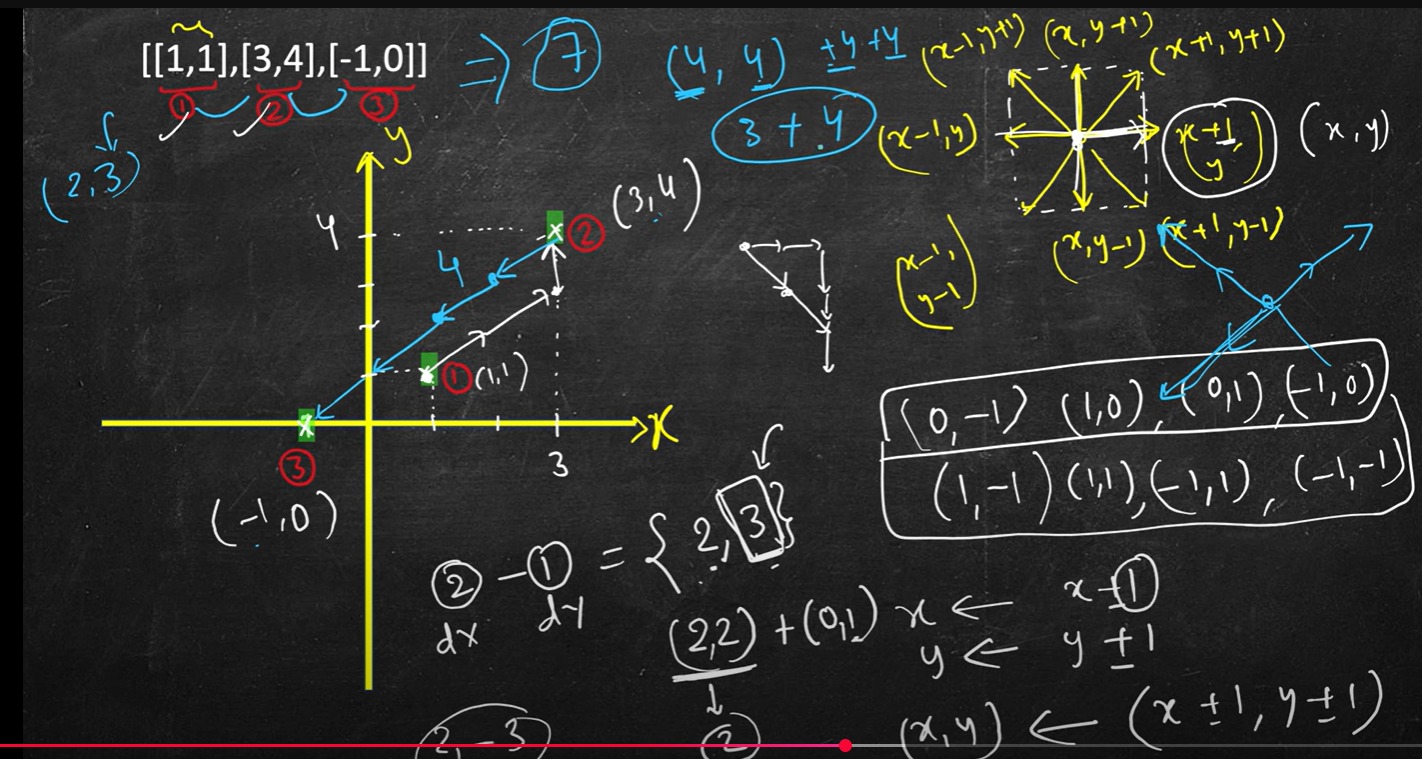 [[1,1],[3,4],[-1,0]] ⇒ 7
① ② ③
(2,3)
(4, 4) +4 +4
3 + 4
(x-1,y+1) (x,y+1) (x+1,y+1)
(x-1,y) (x+1, y) (x,y)
(x-1, y-1) (x,y-1) (x+1,y-1)
y
4
4
② (3,4)
① (1,1)
x
3
③
(-1,0)
(0,-1) (1,0), (0,1), (-1,0)
(1,-1) (1,1), (-1,1), (-1,-1)
② - ① = {2, 3}
dx dy
(2,2) + (0,1)
↓
②
x ← x±1
y ← y±1
(x,y) ← (x±1, y±1)
2,-3